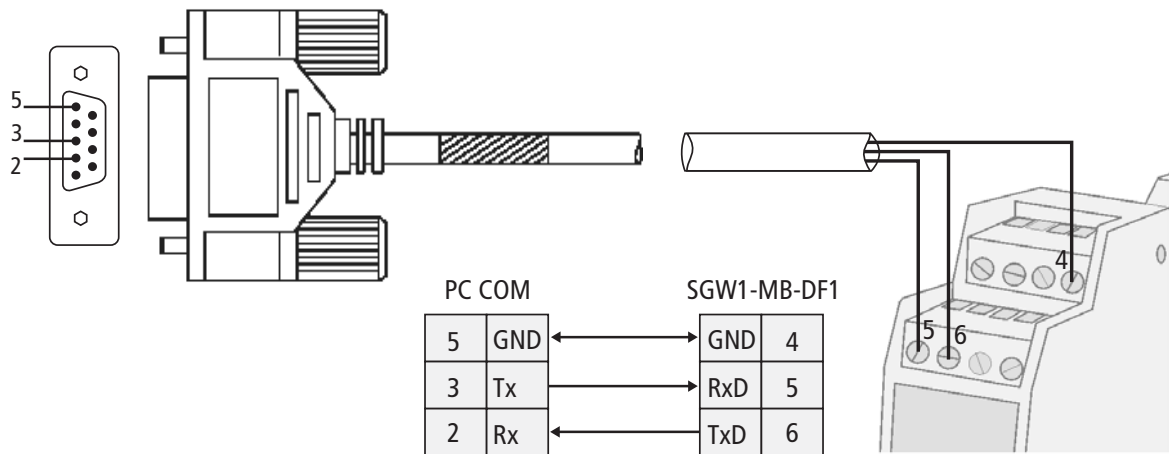 5
3
2
4
5 6
PC COM SGW1-MB-DF1
5 GND GND 4
3 Tx RxD 5
2 Rx TxD 6